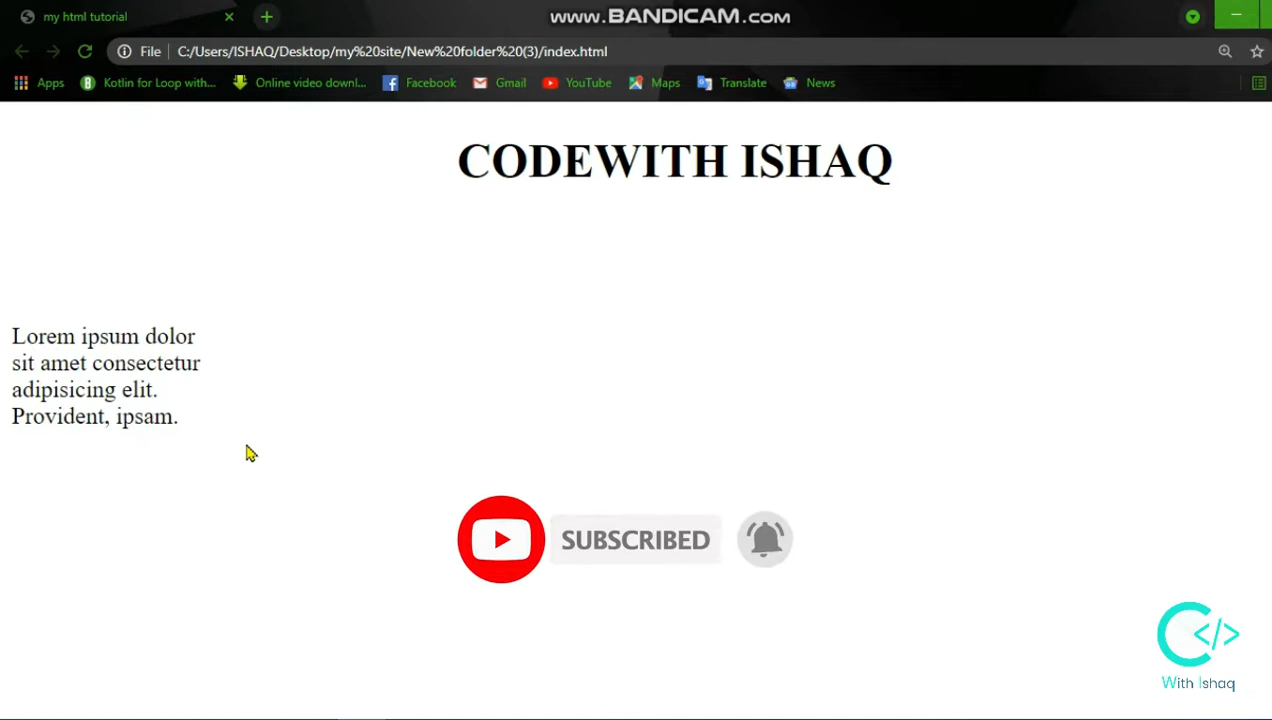 my html tutorial
www.BANDICAM.com
File C:/Users/ISHAQ/Desktop/my%20site/New%20folder%20(3)/index.html
Apps Kotlin for Loop with... Online video downl... Facebook Gmail YouTube Maps Translate News
CODEWITH ISHAQ
Lorem ipsum dolor
sit amet consectetur
adipisicing elit.
Provident, ipsam.
SUBSCRIBED
C</>
With Ishaq